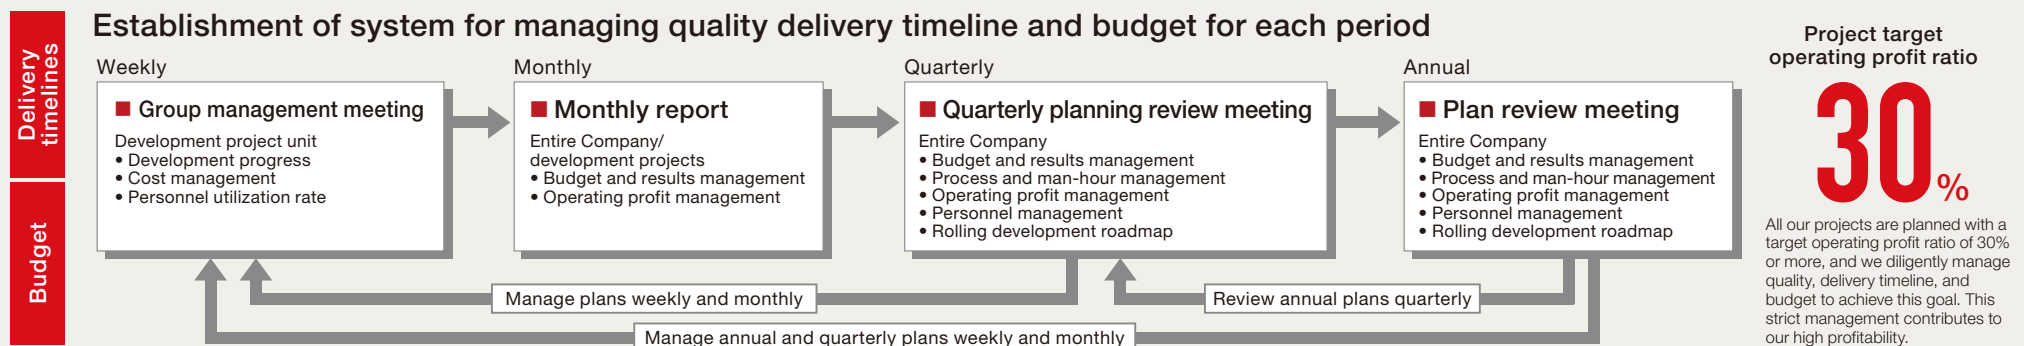 Establishment of system for managing quality delivery timeline and budget for each period
Delivery
timelines
Budget
Weekly
■ Group management meeting
Development project unit
• Development progress
• Cost management
• Personnel utilization rate
Monthly
■ Monthly report
Entire Company/
development projects
• Budget and results management
• Operating profit management
Quarterly
■ Quarterly planning review meeting
Entire Company
• Budget and results management
• Process and man-hour management
• Operating profit management
• Personnel management
• Rolling development roadmap
Annual
■ Plan review meeting
Entire Company
• Budget and results management
• Process and man-hour management
• Operating profit management
• Personnel management
• Rolling development roadmap
Manage plans weekly and monthly
Review annual plans quarterly
Manage annual and quarterly plans weekly and monthly
Project target
operating profit ratio
30%
All our projects are planned with a
target operating profit ratio of 30%
or more, and we diligently manage
quality, delivery timeline, and
budget to achieve this goal. This
strict management contributes to
our high profitability.